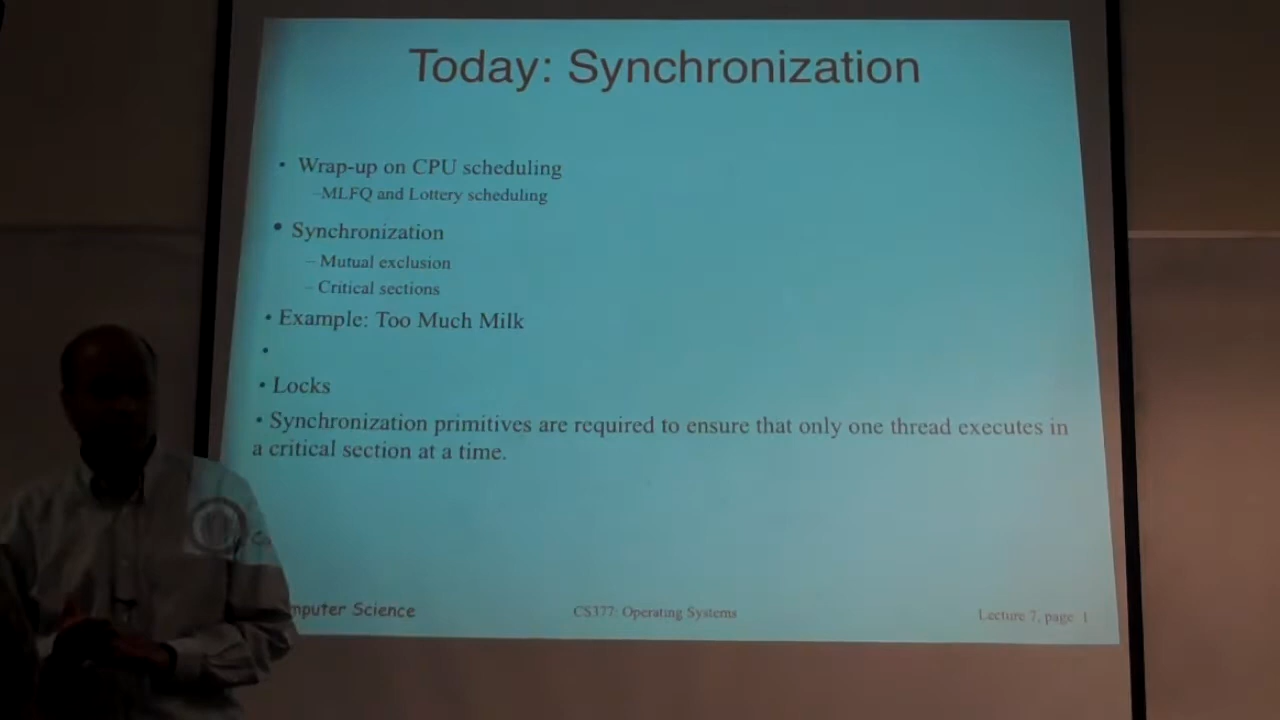 Today: Synchronization
• Wrap-up on CPU scheduling
–MLFQ and Lottery scheduling
• Synchronization
– Mutual exclusion
– Critical sections
• Example: Too Much Milk
•
• Locks
• Synchronization primitives are required to ensure that only one thread executes in
a critical section at a time.
mputer Science
CS377: Operating Systems
Lecture 7, page 1